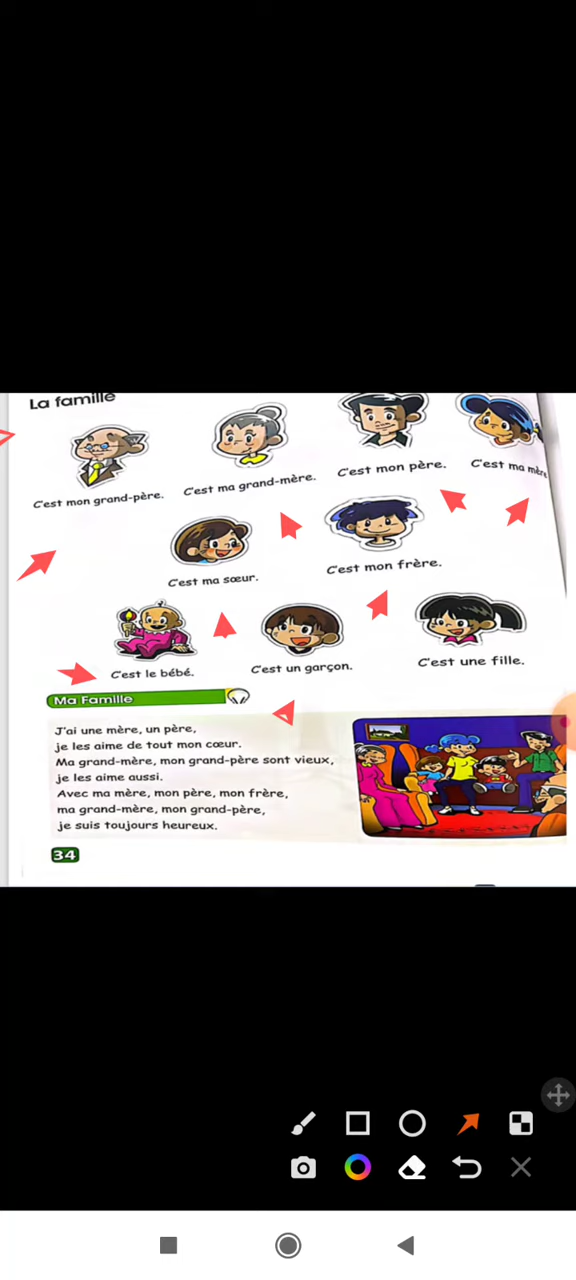 La famille
C'est mon grand-père.
C'est ma grand-mère.
C'est mon père.
C'est ma mère
C'est ma sœur.
C'est mon frère.
C'est le bébé.
C'est un garçon.
C'est une fille.
Ma Famille
J'ai une mère, un père,
je les aime de tout mon cœur.
Ma grand-mère, mon grand-père sont vieux,
je les aime aussi.
Avec ma mère, mon père, mon frère,
ma grand-mère, mon grand-père,
je suis toujours heureux.
34